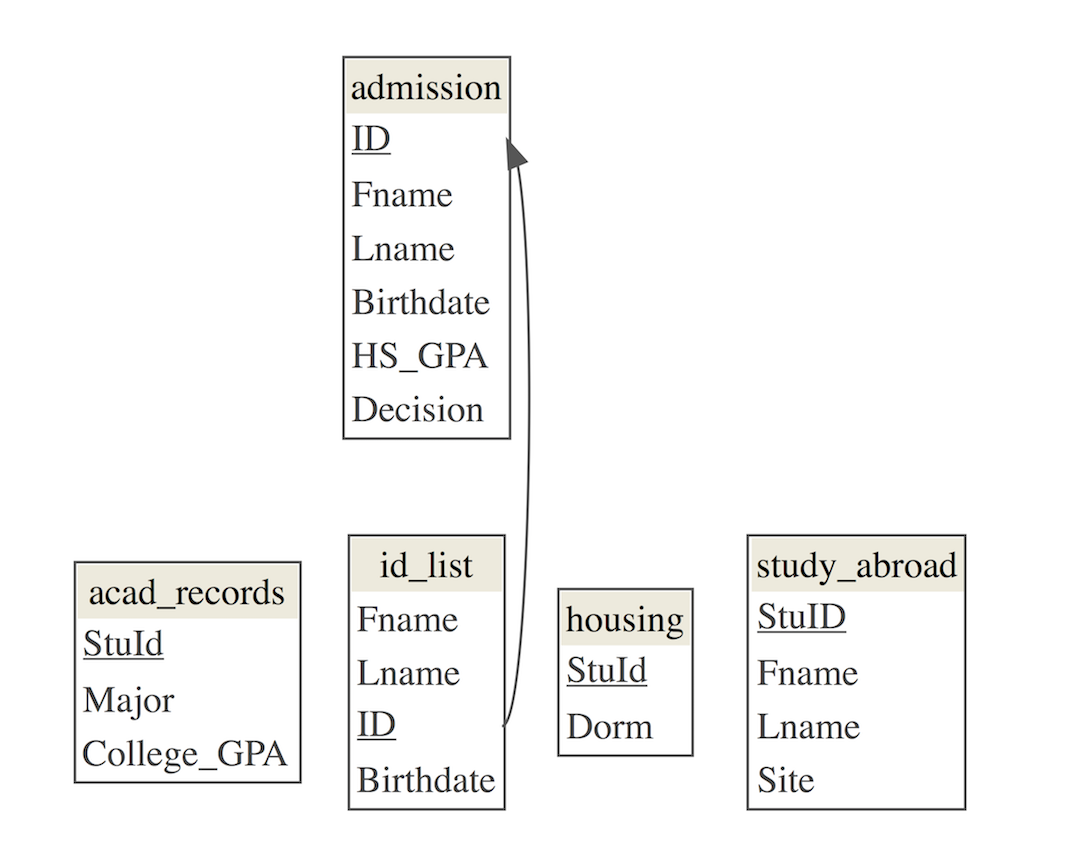 admission
ID
Fname
Lname
Birthdate
HS_GPA
Decision
acad_records
StuId
Major
College_GPA
id_list
Fname
Lname
ID
Birthdate
housing
StuId
Dorm
study_abroad
StuID
Fname
Lname
Site